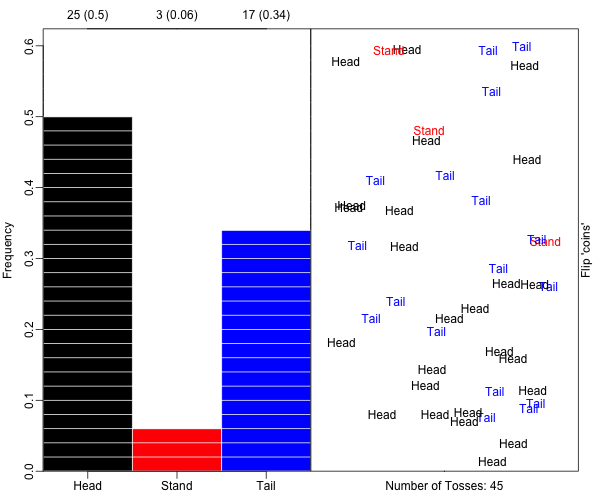 25 (0.5) 3 (0.06) 17 (0.34)
Frequency
0.6
0.5
0.4
0.3
0.2
0.1
0.0
Head Stand Tail
Tail
Stand Head Tail
Head Head
Tail
Stand
Head
Head
Tail
Tail
Tail
Head
Head
Head
Tail Stand
Tail Head
Tail
Head Head Tail
Tail
Head
Tail Head
Tail
Head
Head
Head
Head
Head
Tail Head
Tail
Tail
Head Head Head Tail
Head
Head
Head
Number of Tosses: 45
Flip 'coins'